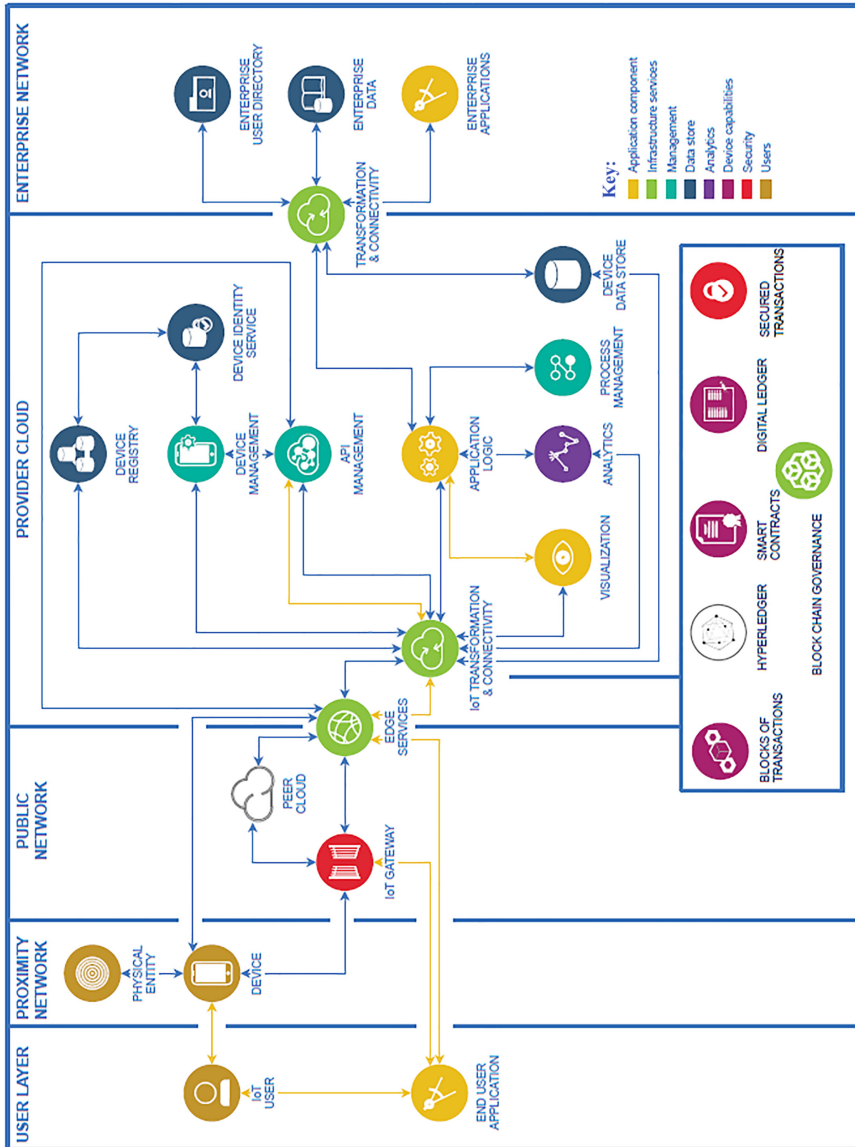 USER LAYER
IoT
USER
END USER
APPLICATION
PROXIMITY
NETWORK
PHYSICAL
ENTITY
DEVICE
PUBLIC
NETWORK
PEER
CLOUD
IoT GATEWAY
EDGE
SERVICES
PROVIDER CLOUD
DEVICE
REGISTRY
DEVICE IDENTITY
SERVICE
DEVICE
MANAGEMENT
API
MANAGEMENT
IoT TRANSFORMATION
& CONNECTIVITY
APPLICATION
LOGIC
VISUALIZATION
ANALYTICS
PROCESS
MANAGEMENT
DEVICE
DATA STORE
TRANSFORMATION
& CONNECTIVITY
BLOCKS OF
TRANSACTIONS
HYPERLEDGER
SMART
CONTRACTS
DIGITAL LEDGER
SECURED
TRANSACTIONS
BLOCK CHAIN GOVERNANCE
ENTERPRISE NETWORK
ENTERPRISE
USER DIRECTORY
ENTERPRISE
DATA
ENTERPRISE
APPLICATIONS
Key:
Application component
Infrastructure services
Management
Data store
Analytics
Device capabilities
Security
Users